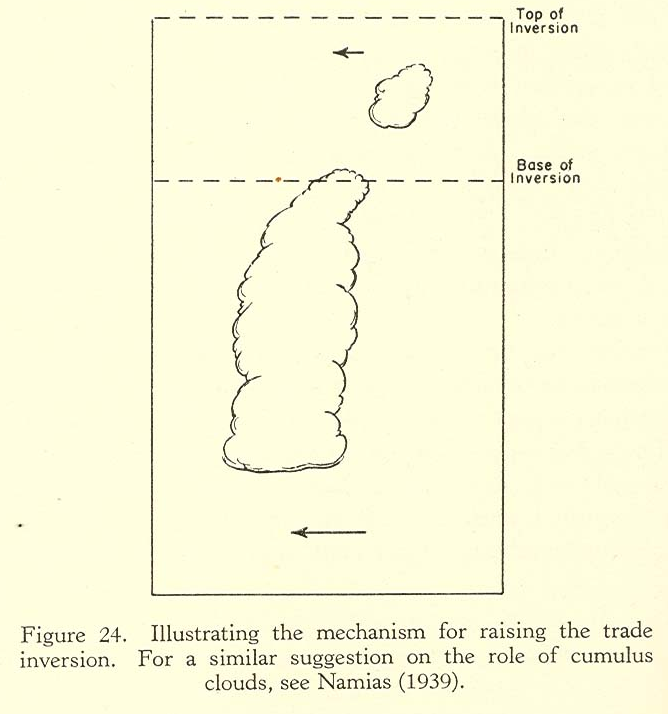 Top of
Inversion
Base of
Inversion
Figure 24. Illustrating the mechanism for raising the trade
inversion. For a similar suggestion on the role of cumulus
clouds, see Namias (1939).